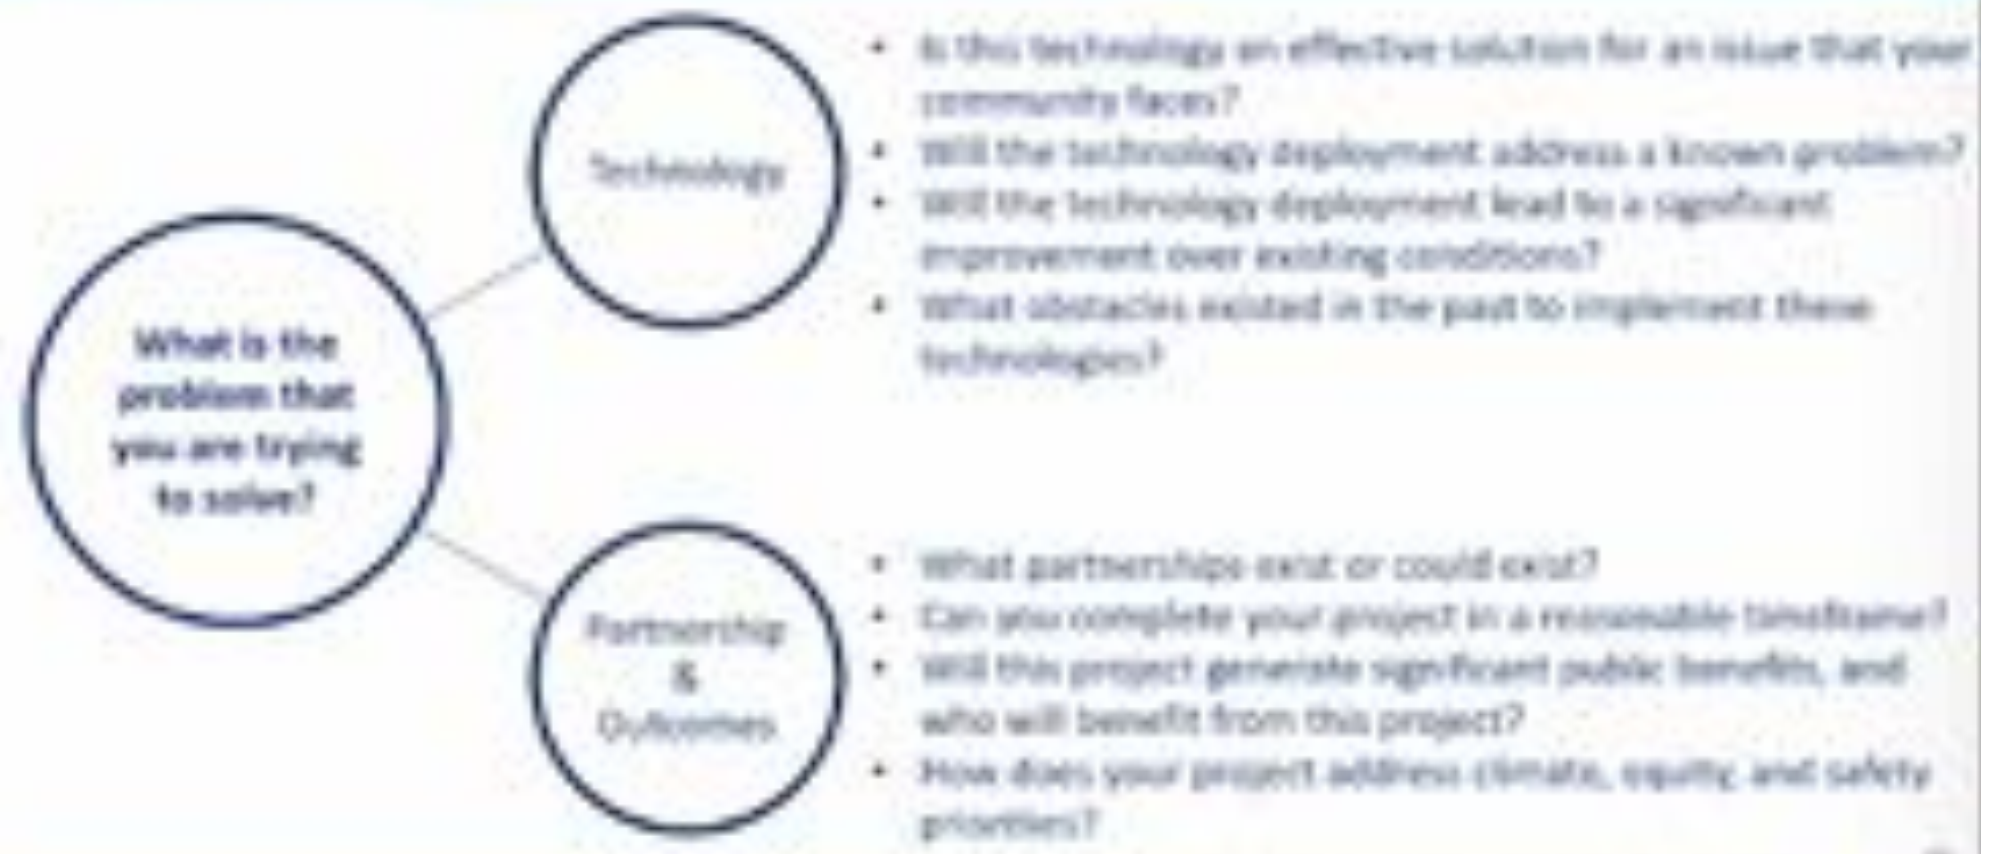 What is the
problem that
you are trying
to solve?
Technology
• Is this technology an effective solution for an issue that your
community faces?
• Will the technology deployment address a known problem?
• Will the technology deployment lead to a significant
improvement over existing conditions?
• What obstacles existed in the past to implement these
technologies?
Partnership
&
Outcomes
• What partnerships exist or could exist?
• Can you complete your project in a reasonable timeframe?
• Will this project generate significant public benefits, and
who will benefit from this project?
• How does your project address climate, equity, and safety
priorities?